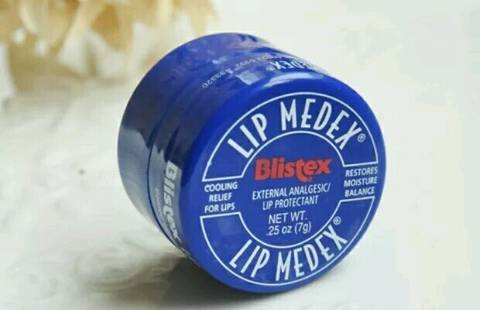 LIP MEDEX®
Blistex
COOLING
RELIEF
FOR LIPS
EXTERNAL ANALGESIC/
LIP PROTECTANT
RESTORES
MOISTURE
BALANCE
NET WT.
.25 oz (7g)
LIP MEDEX®
MEDEX®
Blistex